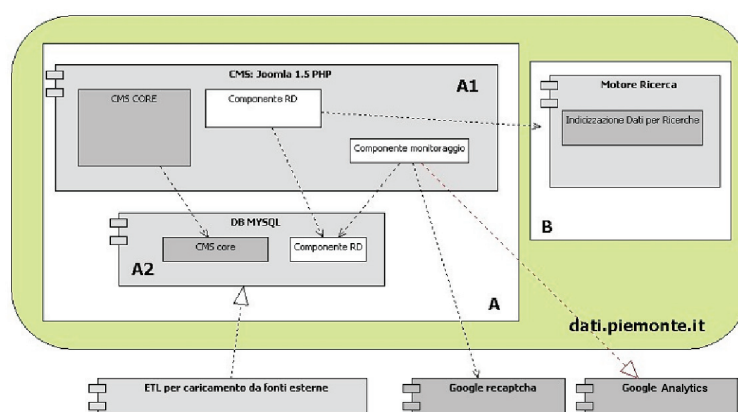 CMS: Joomla 1.5 PHP
A1
CMS CORE
Componente RD
Componente monitoraggio
Motore Ricerca
Indicizzazione Dati per Ricerche
B
DB MYSQL
CMS core
Componente RD
A2
A
dati.piemonte.it
ETL per caricamento da fonti esterne
Google recaptcha
Google Analytics